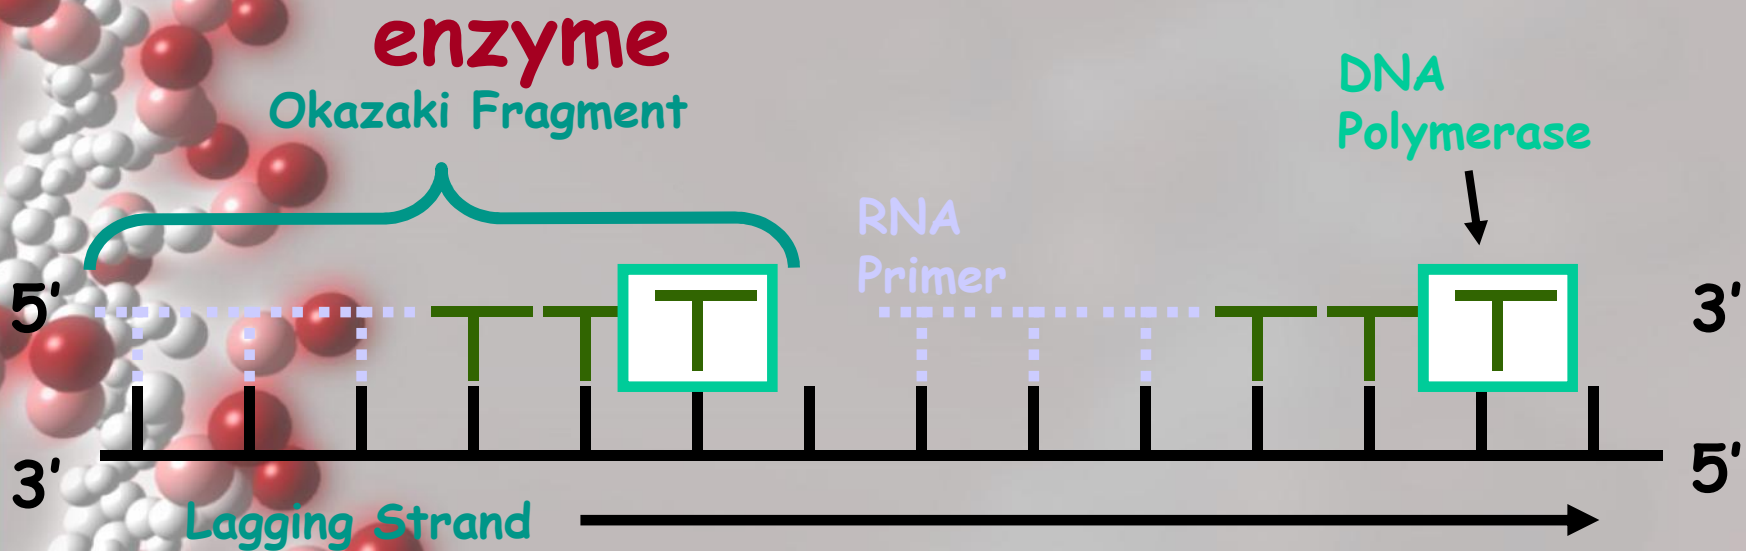 enzyme
Okazaki Fragment
DNA
Polymerase
RNA
Primer
5’
3’
3’
5’
Lagging Strand